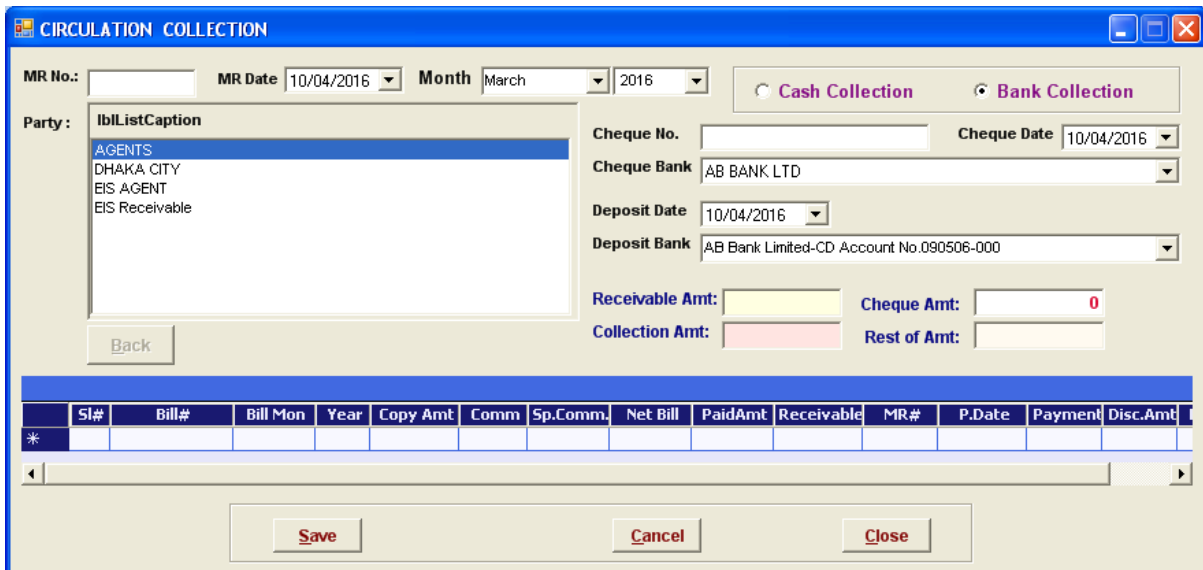 CIRCULATION COLLECTION
MR No.: MR Date 10/04/2016 Month March 2016
Cash Collection Bank Collection
Party : lblListCaption
AGENTS
DHAKA CITY
EIS AGENT
EIS Receivable
Back
Cheque No. Cheque Date 10/04/2016
Cheque Bank AB BANK LTD
Deposit Date 10/04/2016
Deposit Bank AB Bank Limited-CD Account No.090506-000
Receivable Amt: Cheque Amt: 0
Collection Amt: Rest of Amt:
Sl# Bill# Bill Mon Year Copy Amt Comm Sp.Comm. Net Bill PaidAmt Receivable MR# P.Date Payment Disc.Amt
Save Cancel Close